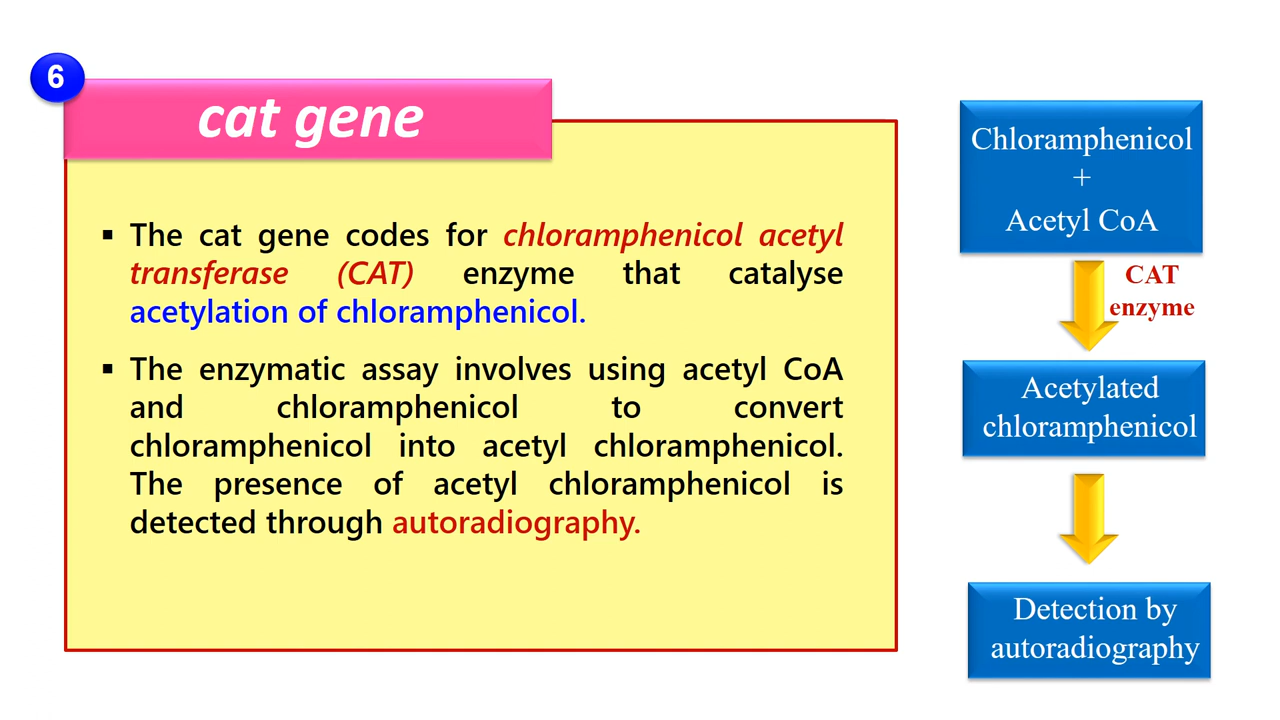 6
cat gene
▪ The cat gene codes for chloramphenicol acetyl
transferase (CAT) enzyme that catalyse
acetylation of chloramphenicol.
▪ The enzymatic assay involves using acetyl CoA
and chloramphenicol to convert
chloramphenicol into acetyl chloramphenicol.
The presence of acetyl chloramphenicol is
detected through autoradiography.
Chloramphenicol
+
Acetyl CoA
CAT
enzyme
Acetylated
chloramphenicol
Detection by
autoradiography